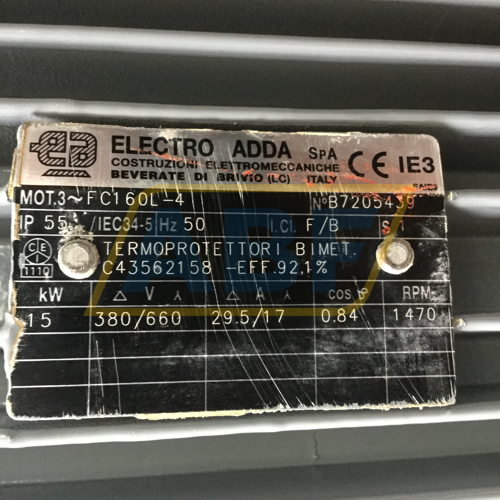 ELECTRO ADDA SPA
COSTRUZIONI ELETTROMECCANICHE
BEVERATE DI BRIVIO (LC) ITALY
CE IE3
MOT.3~FC160L-4 N° B7205439
IP 55 /IEC34-5 Hz 50 I.Cl. F/B S1
TERMOPROTETTORI BIMET.
C43562158 -EFF.92,1%
kW Δ V ⅄ Δ A ⅄ cos φ RPM
15 380/660 29.5/17 0.84 1470